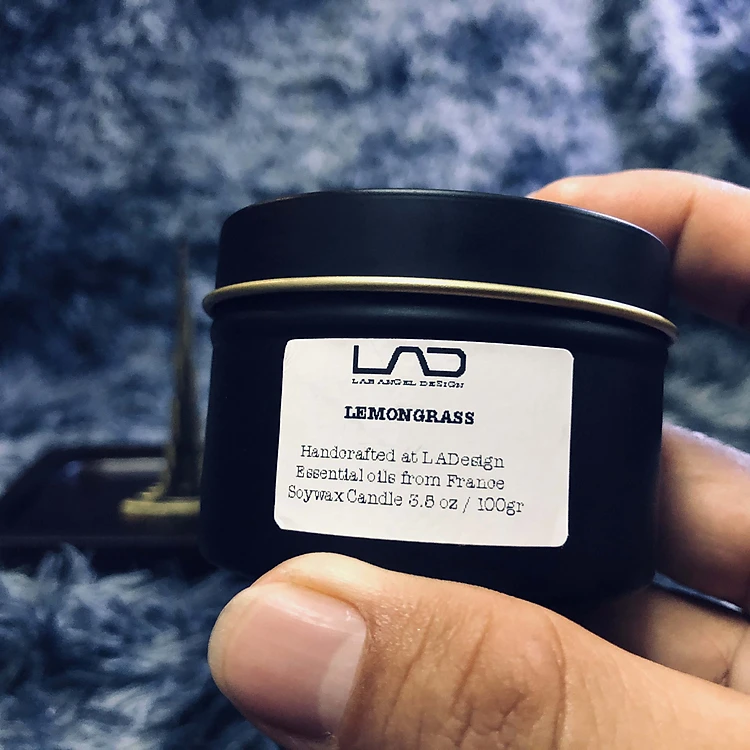 LAD
LAB ANGEL DESIGN
LEMONGRASS
Handcrafted at LADesign
Essential oils from France
Soywax Candle 3.5 oz / 100gr